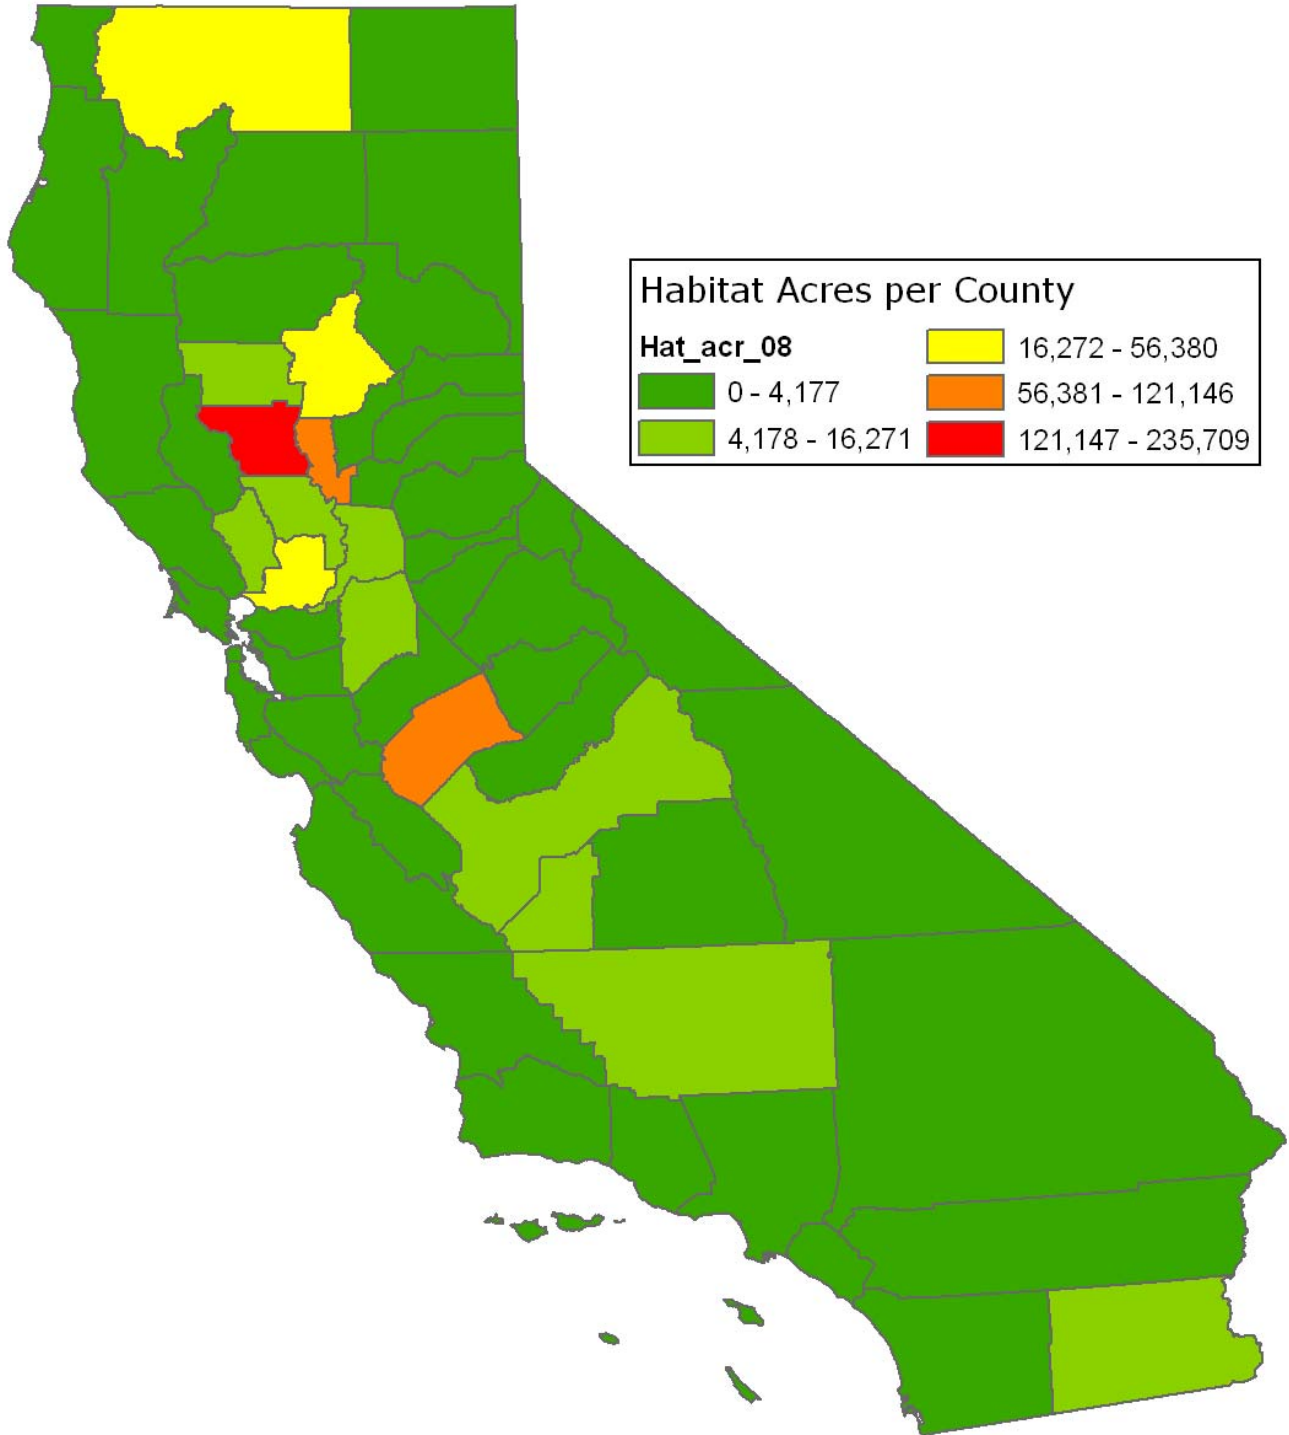 Habitat Acres per County
Hat_acr_08
0 - 4,177
4,178 - 16,271
16,272 - 56,380
56,381 - 121,146
121,147 - 235,709